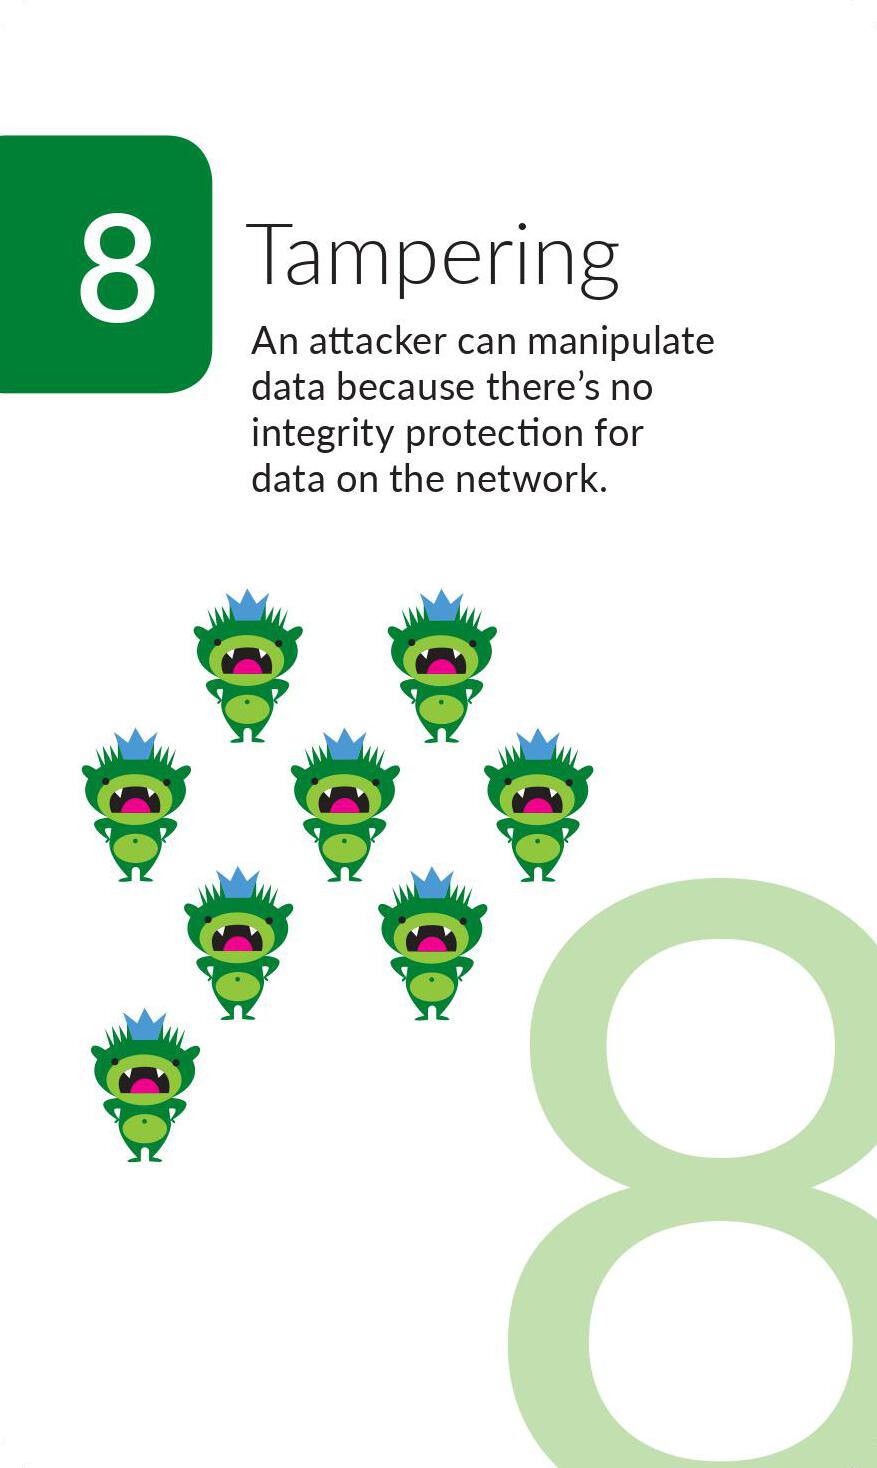 8
Tampering
An attacker can manipulate
data because there’s no
integrity protection for
data on the network.
8